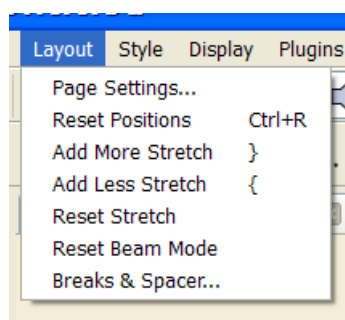 Layout Style Display Plugins
Page Settings...
Reset Positions Ctrl+R
Add More Stretch }
Add Less Stretch {
Reset Stretch
Reset Beam Mode
Breaks & Spacer...